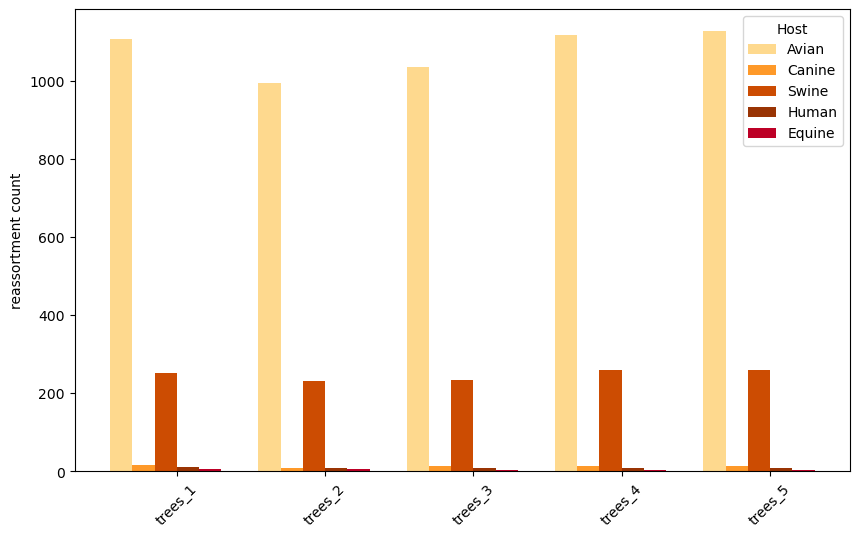 Host
Avian
Canine
Swine
Human
Equine
reassortment count
1000
800
600
400
200
0
trees_1
trees_2
trees_3
trees_4
trees_5